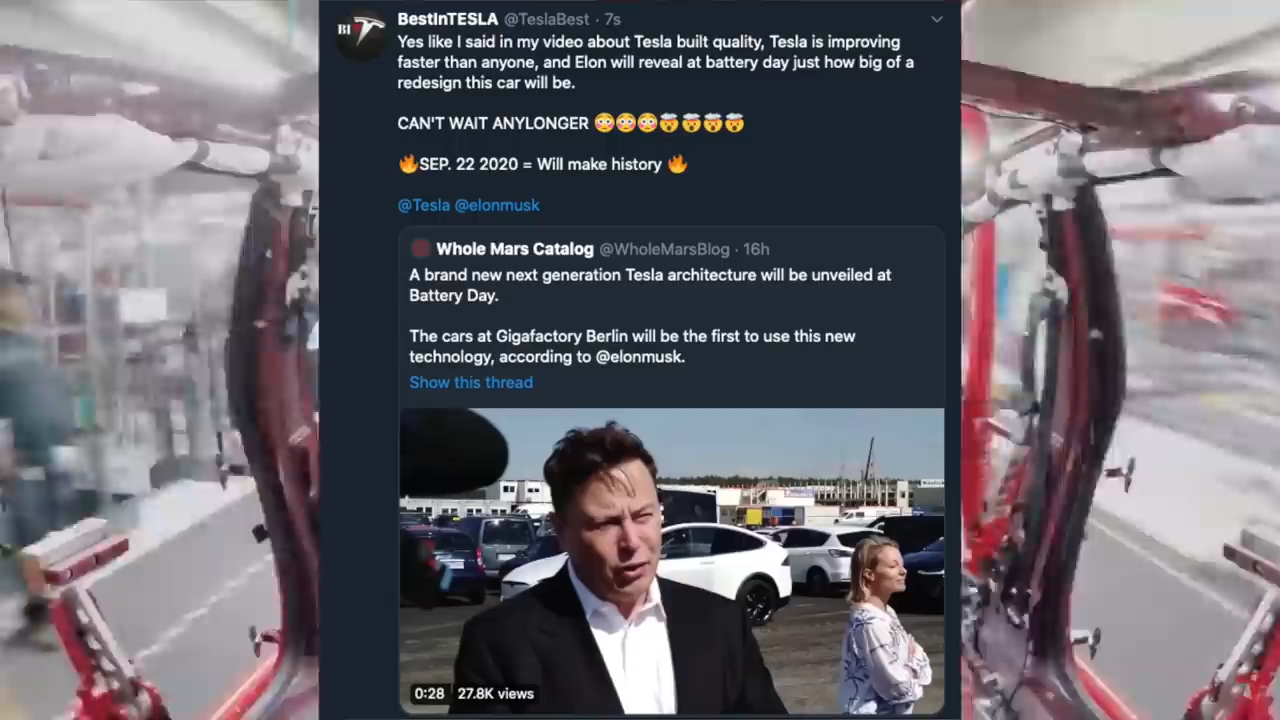 BestInTESLA @TeslaBest · 7s
BI
Yes like I said in my video about Tesla built quality, Tesla is improving
faster than anyone, and Elon will reveal at battery day just how big of a
redesign this car will be.
CAN'T WAIT ANYLONGER 😳😳😳🤯🤯🤯🤯
🔥SEP. 22 2020 = Will make history 🔥
@Tesla @elonmusk
Whole Mars Catalog @WholeMarsBlog · 16h
A brand new next generation Tesla architecture will be unveiled at
Battery Day.
The cars at Gigafactory Berlin will be the first to use this new
technology, according to @elonmusk.
Show this thread
0:28 27.8K views